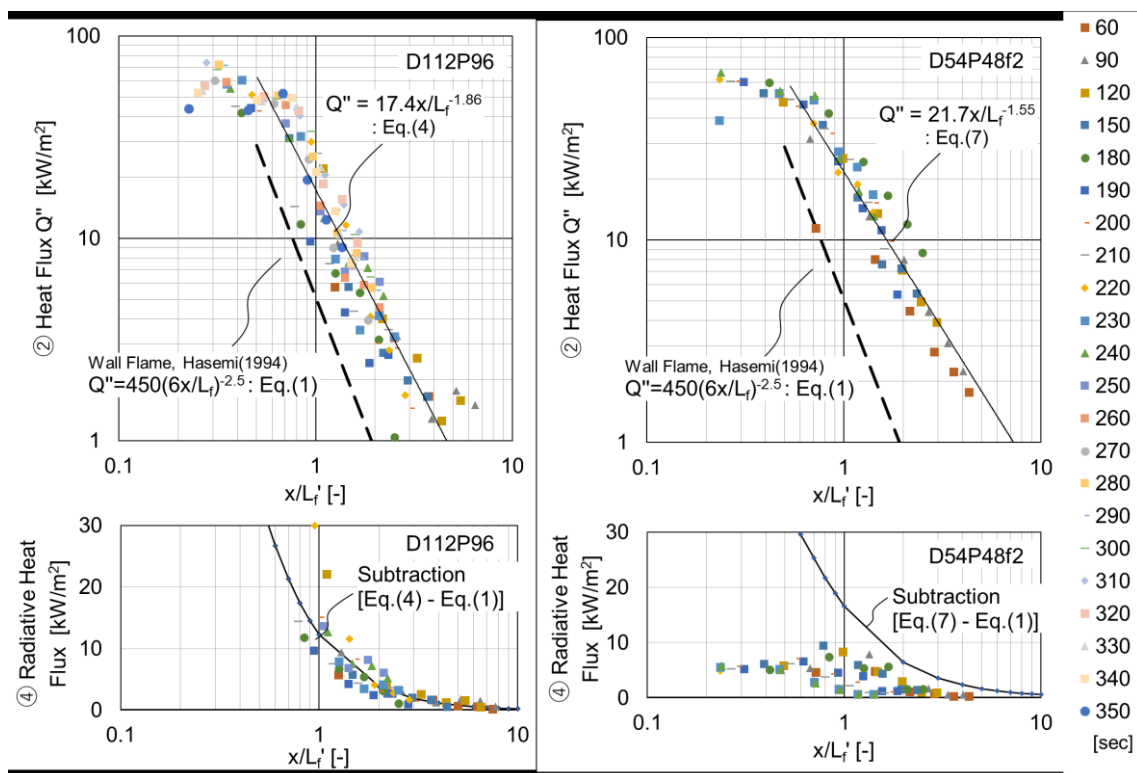 ② Heat Flux Q'' [kW/m²]
100
10
1
D112P96
Q'' = 17.4x/Lf^-1.86
: Eq.(4)
Wall Flame, Hasemi(1994)
Q''=450(6x/Lf)^-2.5 : Eq.(1)
0.1
1
10
x/Lf' [-]
② Heat Flux Q'' [kW/m²]
100
10
1
D54P48f2
Q'' = 21.7x/Lf^-1.55
: Eq.(7)
Wall Flame, Hasemi(1994)
Q''=450(6x/Lf)^-2.5 : Eq.(1)
0.1
1
10
x/Lf' [-]
④ Radiative Heat
Flux [kW/m²]
30
20
10
0
D112P96
Subtraction
[Eq.(4) - Eq.(1)]
0.1
1
10
x/Lf' [-]
④ Radiative Heat
Flux [kW/m²]
30
20
10
0
D54P48f2
Subtraction
[Eq.(7) - Eq.(1)]
0.1
1
10
x/Lf' [-]
60
90
120
150
180
190
200
210
220
230
240
250
260
270
280
290
300
310
320
330
340
350
[sec]